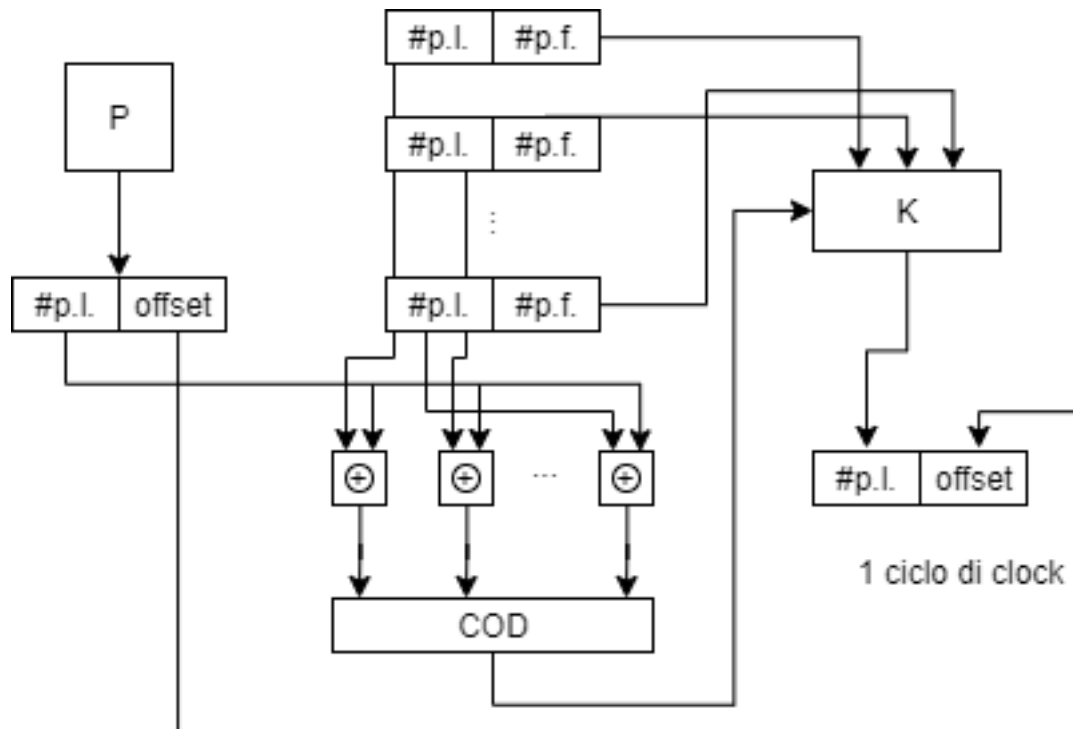 #p.l. #p.f.
P
#p.l. #p.f.
⋮
K
#p.l. offset
#p.l. #p.f.
⊕ ⊕ ... ⊕
#p.l. offset
1 ciclo di clock
COD